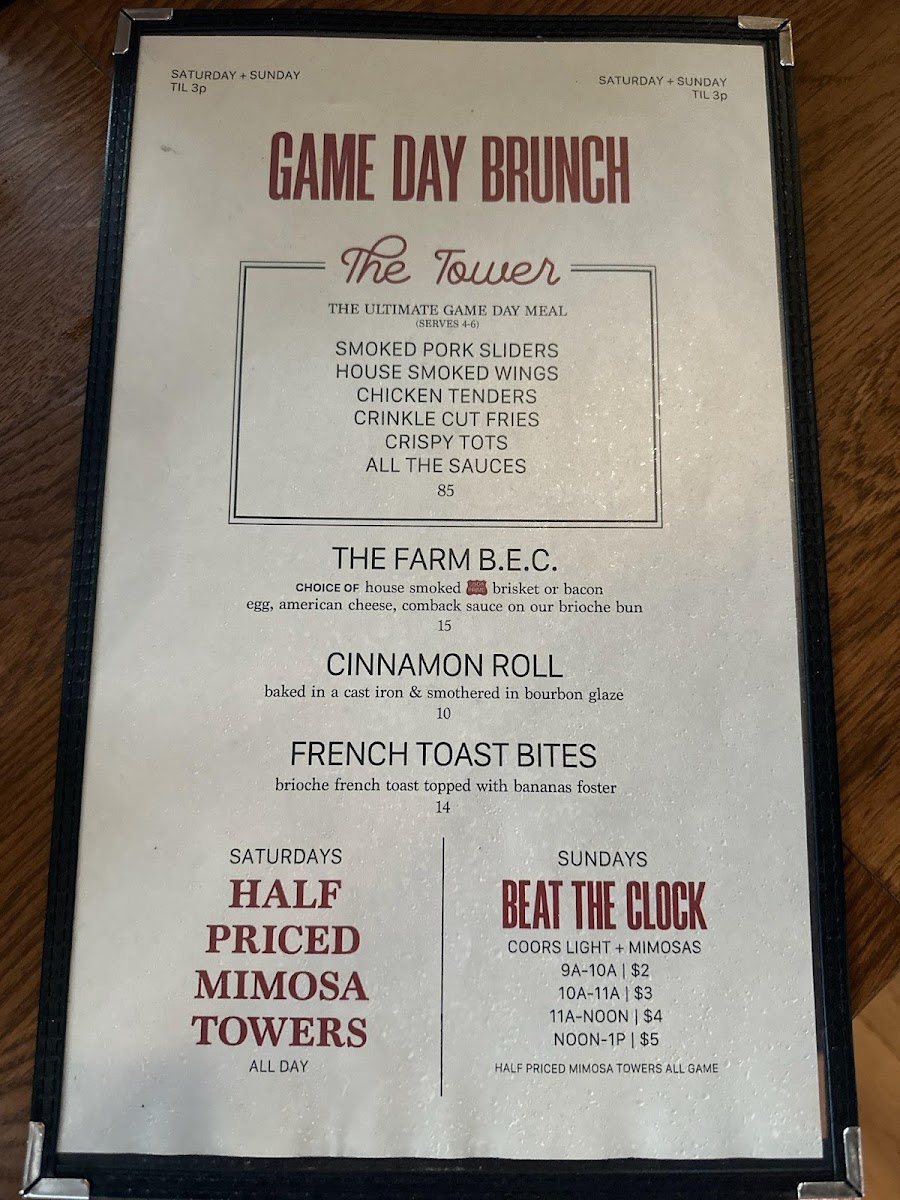 SATURDAY + SUNDAY
TIL 3p
SATURDAY + SUNDAY
TIL 3p
GAME DAY BRUNCH
The Tower
THE ULTIMATE GAME DAY MEAL
(SERVES 4-6)
SMOKED PORK SLIDERS
HOUSE SMOKED WINGS
CHICKEN TENDERS
CRINKLE CUT FRIES
CRISPY TOTS
ALL THE SAUCES
85
THE FARM B.E.C.
CHOICE OF house smoked brisket or bacon
egg, american cheese, comback sauce on our brioche bun
15
CINNAMON ROLL
baked in a cast iron & smothered in bourbon glaze
10
FRENCH TOAST BITES
brioche french toast topped with bananas foster
14
SATURDAYS
HALF
PRICED
MIMOSA
TOWERS
ALL DAY
SUNDAYS
BEAT THE CLOCK
COORS LIGHT + MIMOSAS
9A-10A | $2
10A-11A | $3
11A-NOON | $4
NOON-1P | $5
HALF PRICED MIMOSA TOWERS ALL GAME